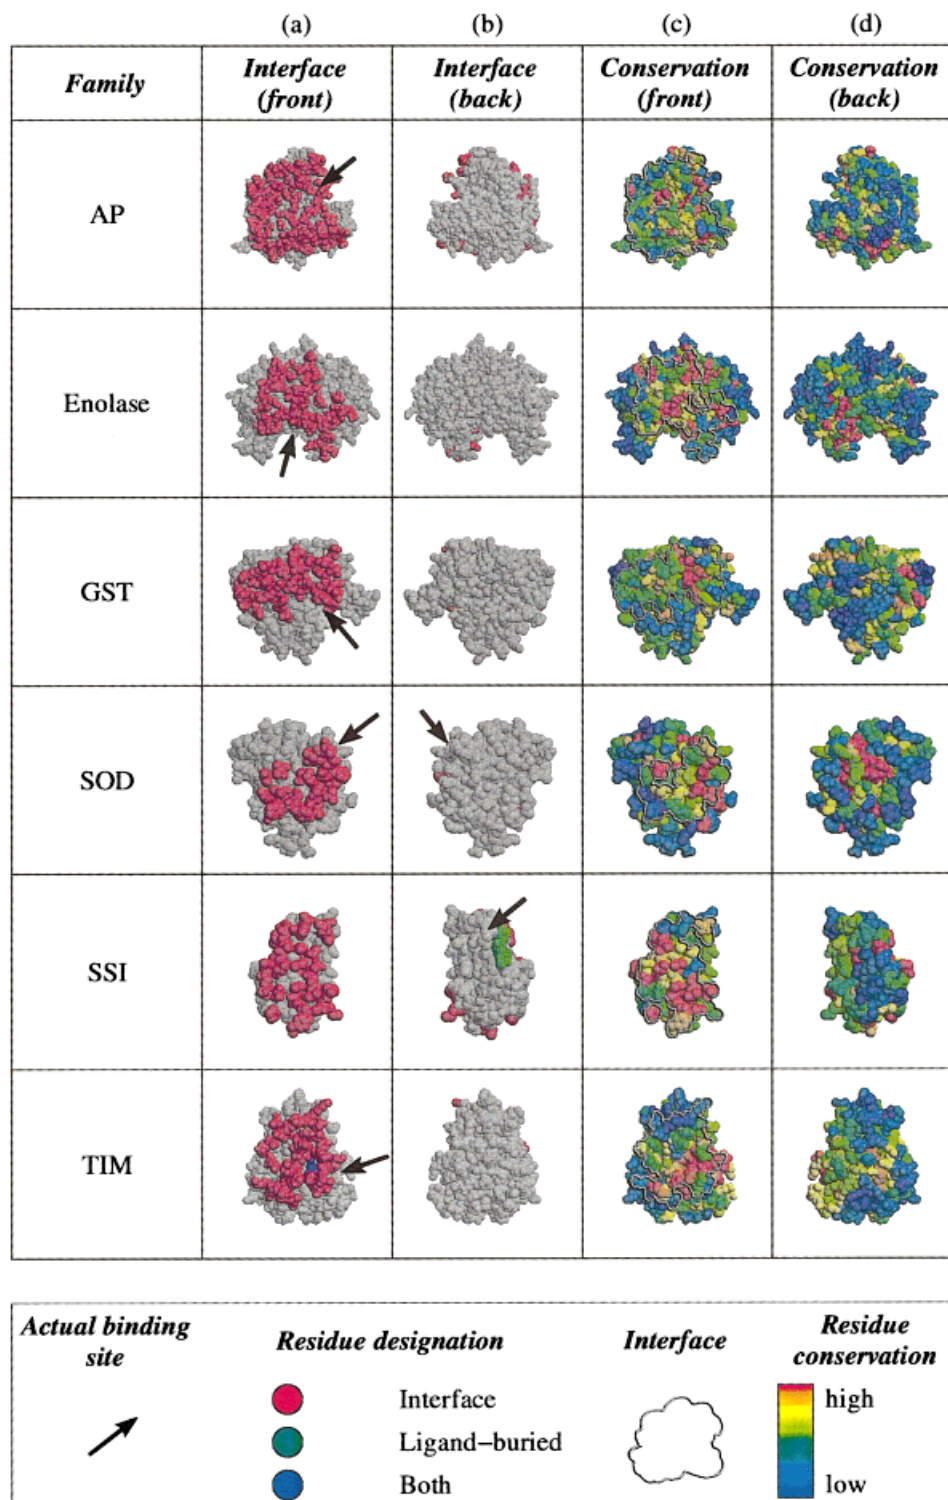 (a) (b) (c) (d)
Family Interface (front) Interface (back) Conservation (front) Conservation (back)
AP
Enolase
GST
SOD
SSI
TIM
Actual binding site
Residue designation
Interface
Ligand–buried
Both
Interface
Residue conservation
high
low